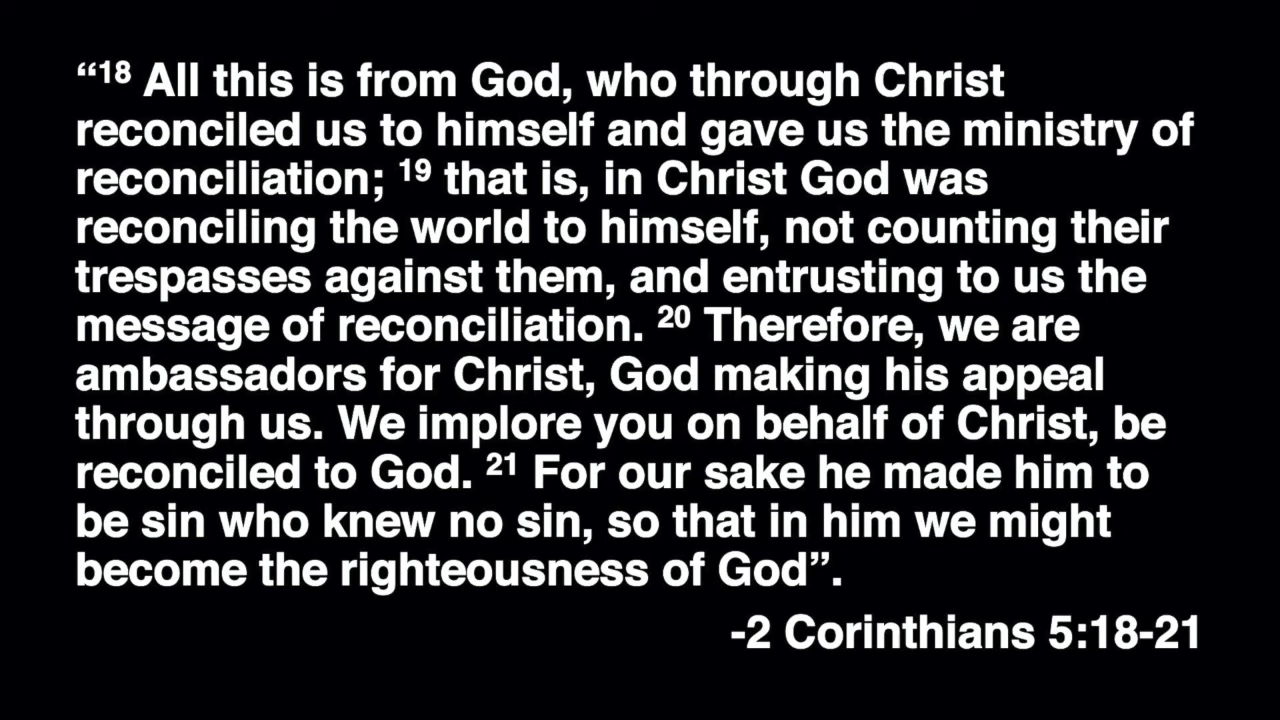 “18 All this is from God, who through Christ
reconciled us to himself and gave us the ministry of
reconciliation; 19 that is, in Christ God was
reconciling the world to himself, not counting their
trespasses against them, and entrusting to us the
message of reconciliation. 20 Therefore, we are
ambassadors for Christ, God making his appeal
through us. We implore you on behalf of Christ, be
reconciled to God. 21 For our sake he made him to
be sin who knew no sin, so that in him we might
become the righteousness of God”.
-2 Corinthians 5:18-21